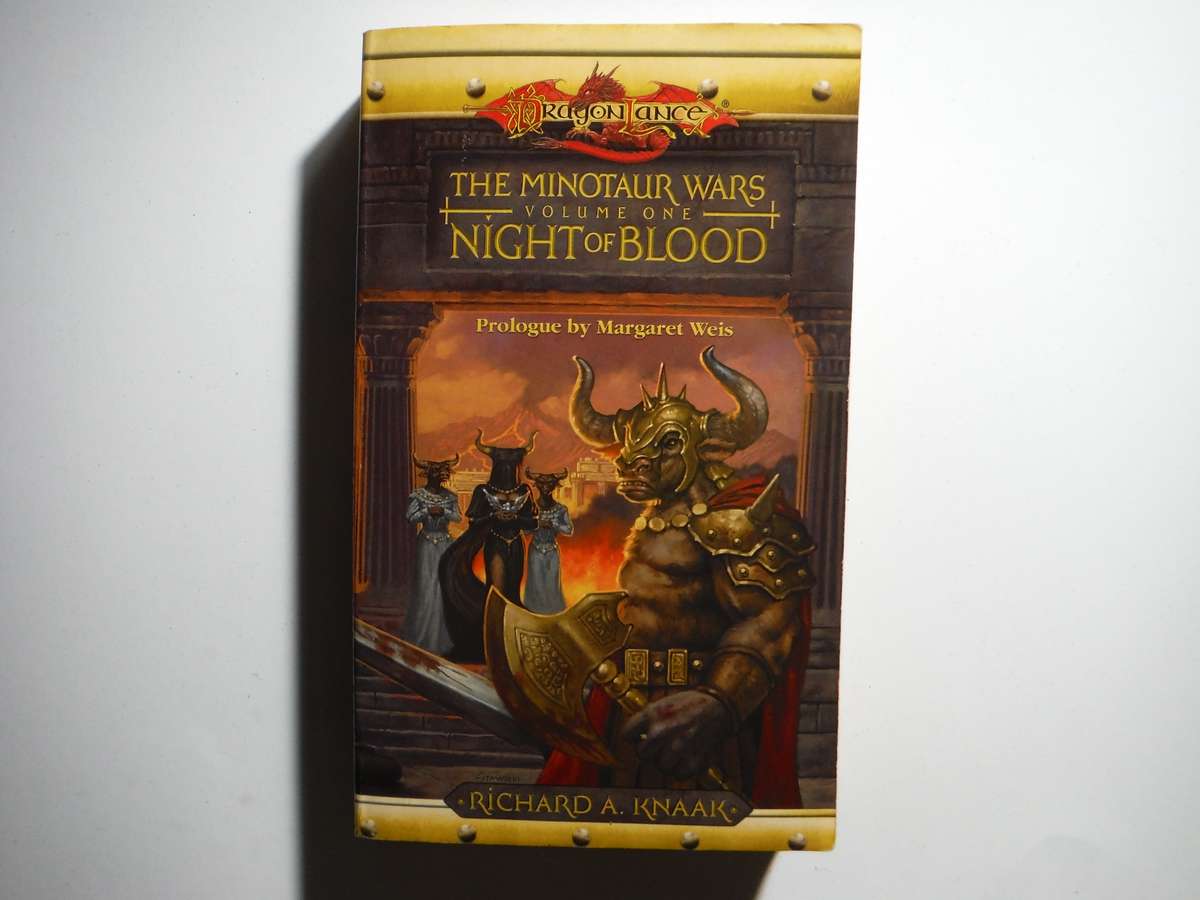 DRAGONLANCE®
THE MINOTAUR WARS
VOLUME ONE
NIGHT OF BLOOD
Prologue by Margaret Weis
RICHARD A. KNAAK